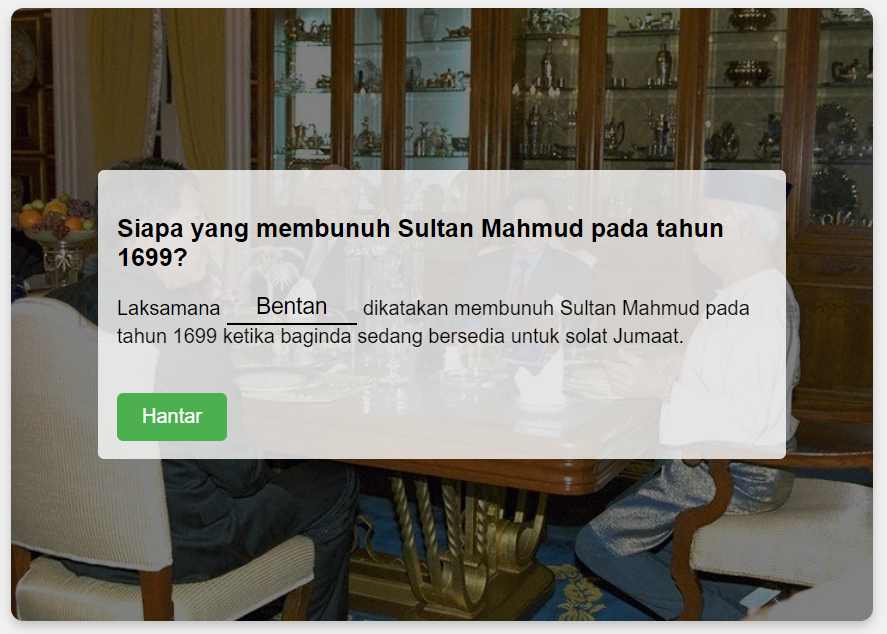 Siapa yang membunuh Sultan Mahmud pada tahun
1699?
Laksamana Bentan dikatakan membunuh Sultan Mahmud pada
tahun 1699 ketika baginda sedang bersedia untuk solat Jumaat.
Hantar